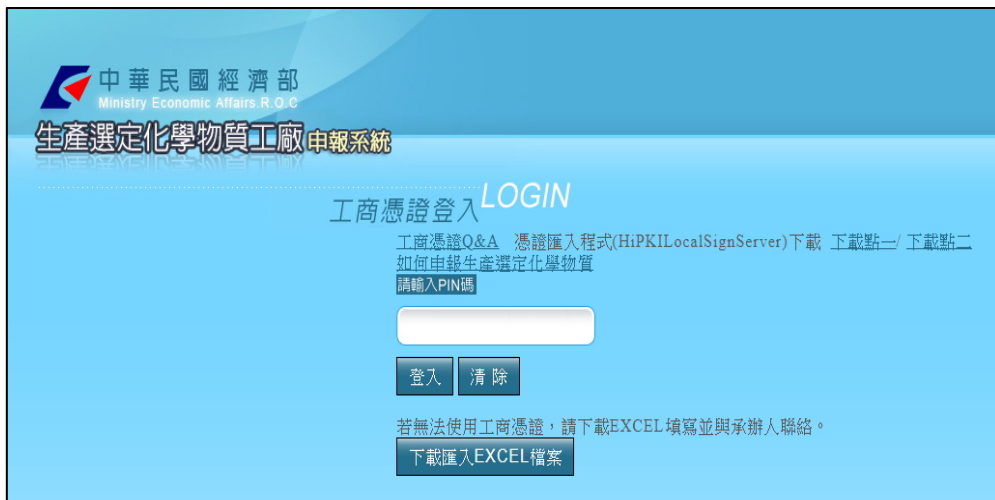 中華民國經濟部
Ministry Economic Affairs.R.O.C
生產選定化學物質工廠申報系統
工商憑證登入LOGIN
工商憑證Q&A 憑證匯入程式(HiPKILocalSignServer)下載 下載點一/ 下載點二
如何申報生產選定化學物質
請輸入PIN碼
登入 清除
若無法使用工商憑證，請下載EXCEL填寫並與承辦人聯絡。
下載匯入EXCEL檔案